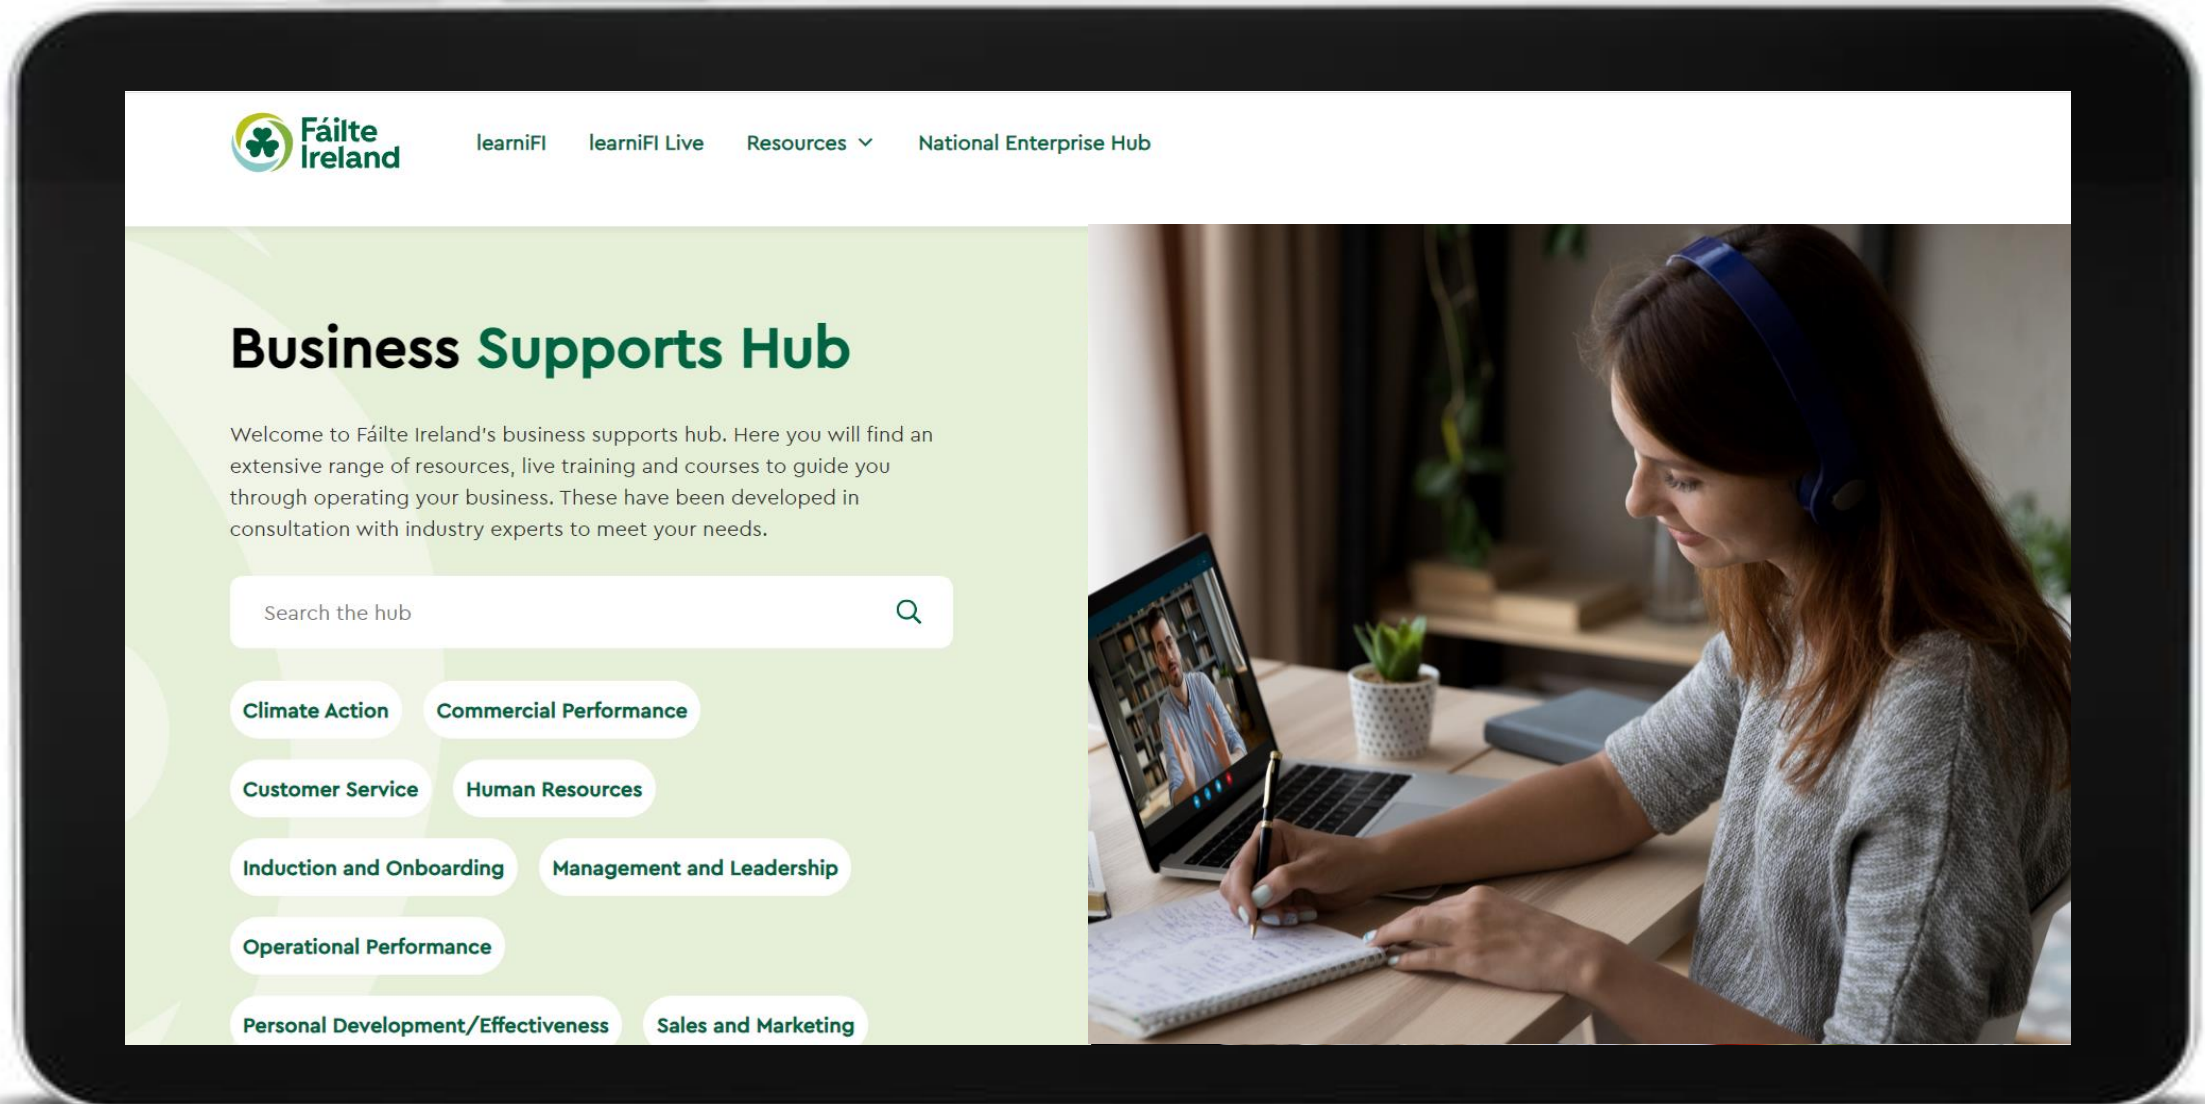 Fáilte
Ireland
learniFI
learniFI Live
Resources
National Enterprise Hub
Business Supports Hub
Welcome to Fáilte Ireland's business supports hub. Here you will find an
extensive range of resources, live training and courses to guide you
through operating your business. These have been developed in
consultation with industry experts to meet your needs.
Search the hub
Climate Action
Commercial Performance
Customer Service
Human Resources
Induction and Onboarding
Management and Leadership
Operational Performance
Personal Development/Effectiveness
Sales and Marketing